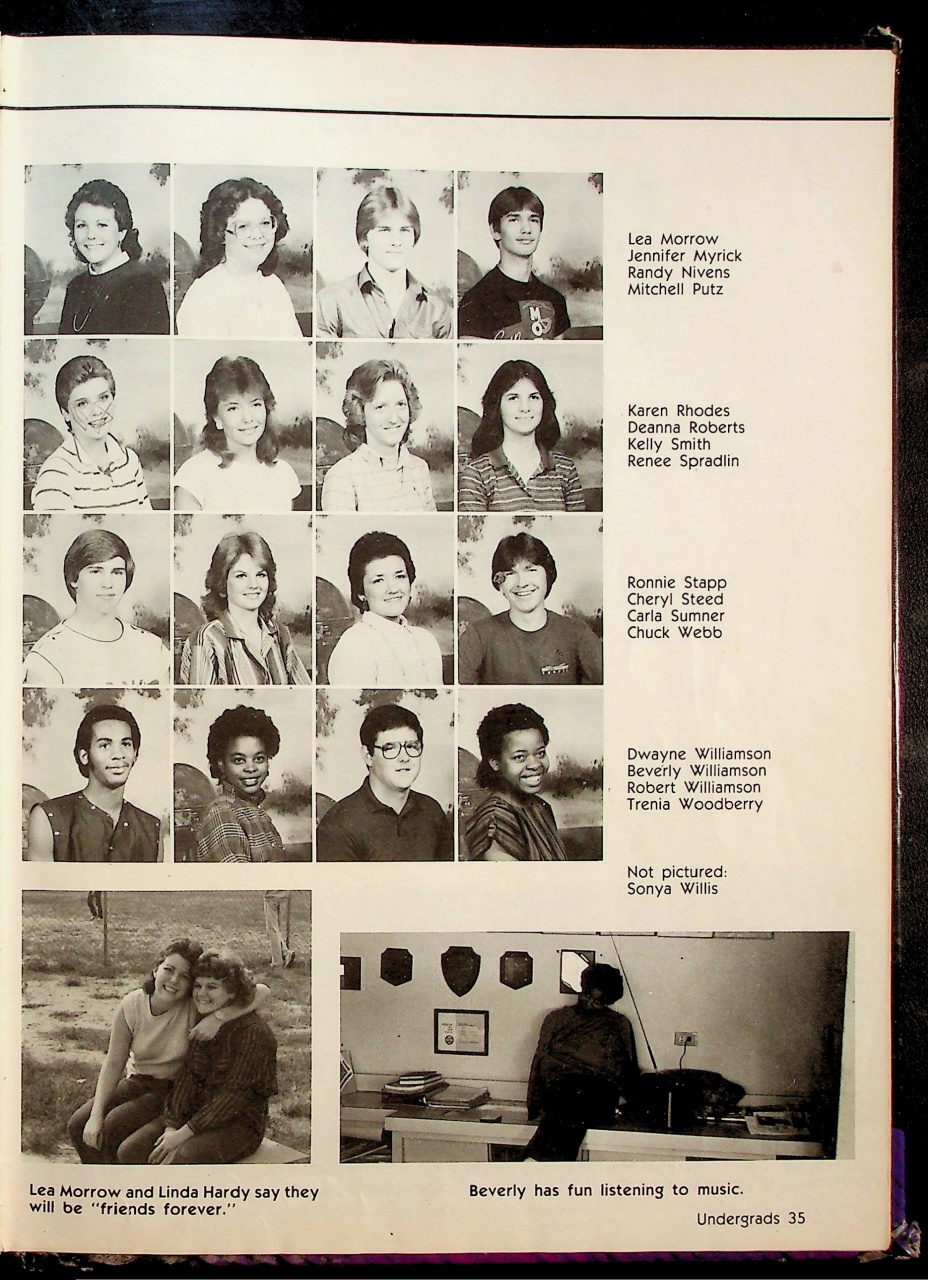 Lea Morrow
Jennifer Myrick
Randy Nivens
Mitchell Putz
Karen Rhodes
Deanna Roberts
Kelly Smith
Renee Spradlin
Ronnie Stapp
Cheryl Steed
Carla Sumner
Chuck Webb
Dwayne Williamson
Beverly Williamson
Robert Williamson
Trenia Woodberry
Not pictured:
Sonya Willis
Lea Morrow and Linda Hardy say they
will be "friends forever."
Beverly has fun listening to music.
Undergrads 35